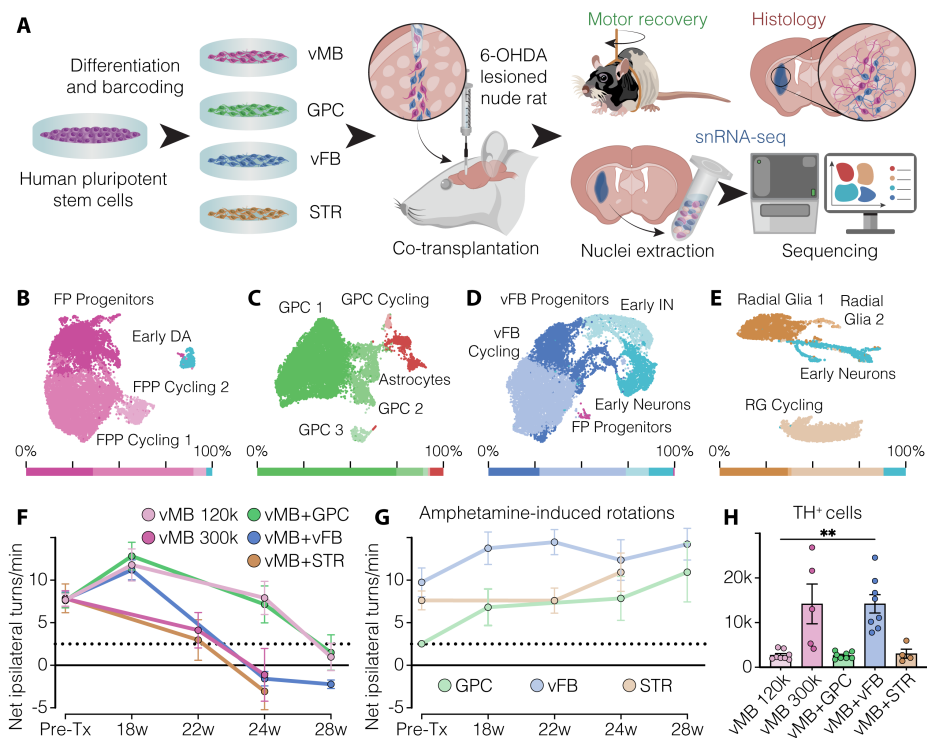 A
Differentiation
and barcoding
Human pluripotent
stem cells
vMB
GPC
vFB
STR
6-OHDA
lesioned
nude rat
Co-transplantation
Motor recovery
Histology
snRNA-seq
Nuclei extraction
Sequencing
B
FP Progenitors
Early DA
FPP Cycling 2
FPP Cycling 1
0%
100%
C
GPC Cycling
GPC 1
Astrocytes
GPC 2
GPC 3
0%
100%
D
vFB Progenitors
Early IN
vFB
Cycling
Early Neurons
FP Progenitors
0%
100%
E
Radial Glia 1
Radial
Glia 2
Early Neurons
RG Cycling
0%
100%
F
vMB 120k
vMB+GPC
vMB 300k
vMB+vFB
vMB+STR
Net ipsilateral turns/min
10
5
0
-5
Pre-Tx
18w
22w
24w
28w
G
Amphetamine-induced rotations
Net ipsilateral turns/min
10
5
0
-5
GPC
vFB
STR
Pre-Tx
18w
22w
24w
28w
H
TH⁺ cells
**
20k
10k
0
vMB 120k
vMB 300k
vMB+GPC
vMB+vFB
vMB+STR